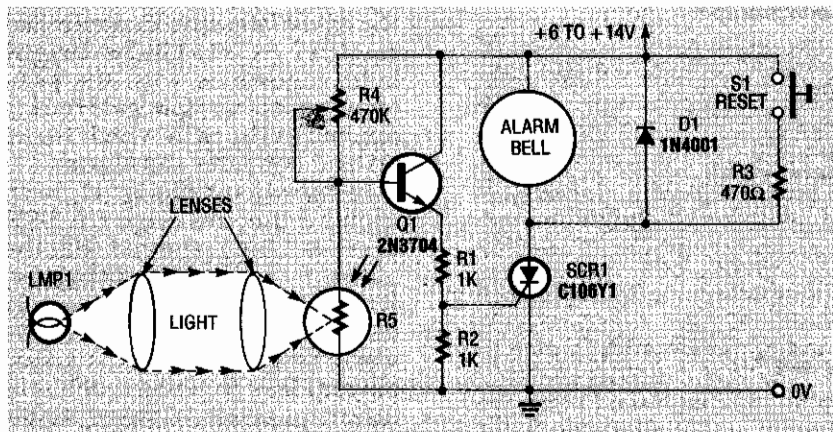 +6 TO +14V
R4
470K
S1
RESET
ALARM
BELL
D1
1N4001
R3
470Ω
LENSES
Q1
2N3704
LMP1
R1
1K
SCR1
C106Y1
LIGHT
R5
R2
1K
0V